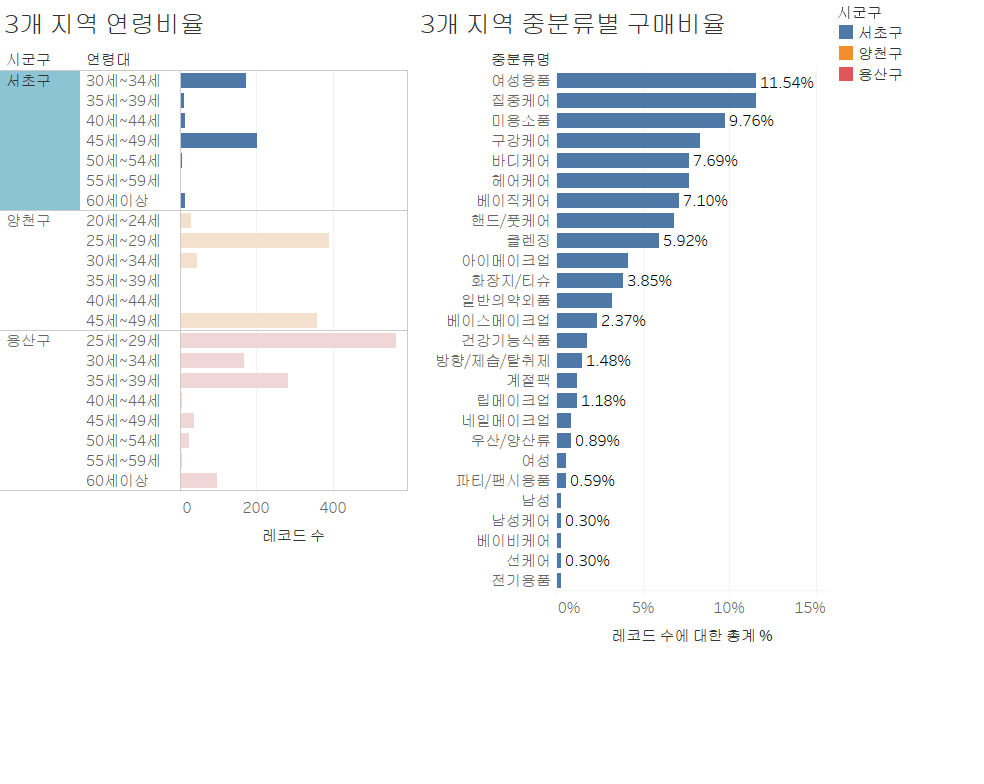 3개 지역 연령비율
시군구 연령대
서초구 30세~34세
35세~39세
40세~44세
45세~49세
50세~54세
55세~59세
60세이상
양천구 20세~24세
25세~29세
30세~34세
35세~39세
40세~44세
45세~49세
용산구 25세~29세
30세~34세
35세~39세
40세~44세
45세~49세
50세~54세
55세~59세
60세이상
0 200 400
레코드 수
3개 지역 중분류별 구매비율
중분류명
여성용품 11.54%
집중케어
미용소품 9.76%
구강케어
바디케어 7.69%
헤어케어
베이직케어 7.10%
핸드/풋케어
클렌징 5.92%
아이메이크업
화장지/티슈 3.85%
일반의약외품
베이스메이크업 2.37%
건강기능식품
방향/제습/탈취제 1.48%
계절팩
립메이크업 1.18%
네일메이크업
우산/양산류 0.89%
여성
파티/팬시용품 0.59%
남성
남성케어 0.30%
베이비케어
선케어 0.30%
전기용품
0% 5% 10% 15%
레코드 수에 대한 총계 %
시군구
서초구
양천구
용산구